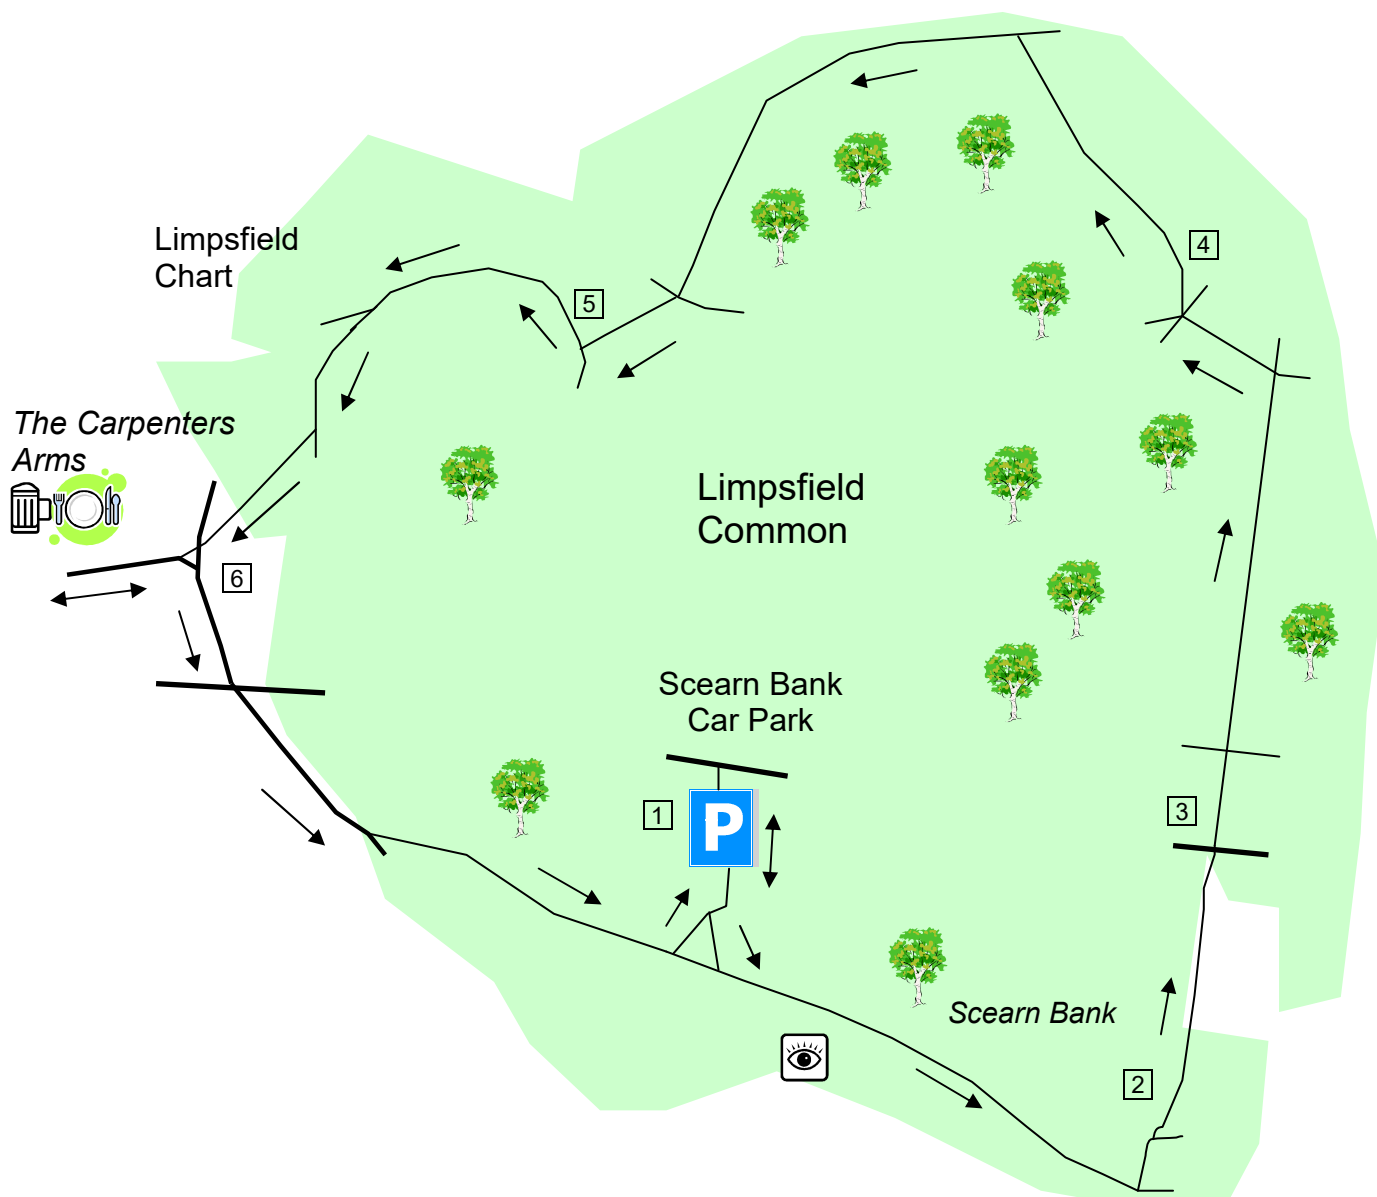 4
Limpsfield
Chart
5
The Carpenters
Arms
Limpsfield
Common
6
Scearn Bank
Car Park
1
P
3
Scearn Bank
2